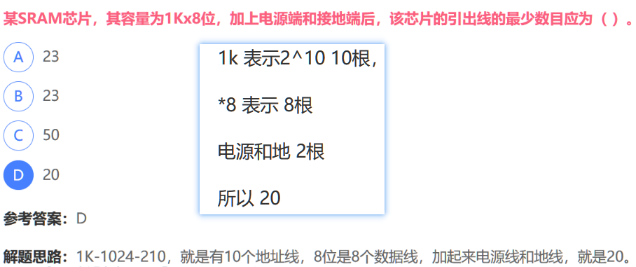 某SRAM芯片，其容量为1Kx8位，加上电源端和接地端后，该芯片的引出线的最少数目应为（ ）。
A 23
B 23
C 50
D 20
1k 表示2^10 10根，
*8 表示 8根
电源和地 2根
所以 20
参考答案：D
解题思路：1K-1024-210，就是有10个地址线，8位是8个数据线，加起来电源线和地线，就是20。